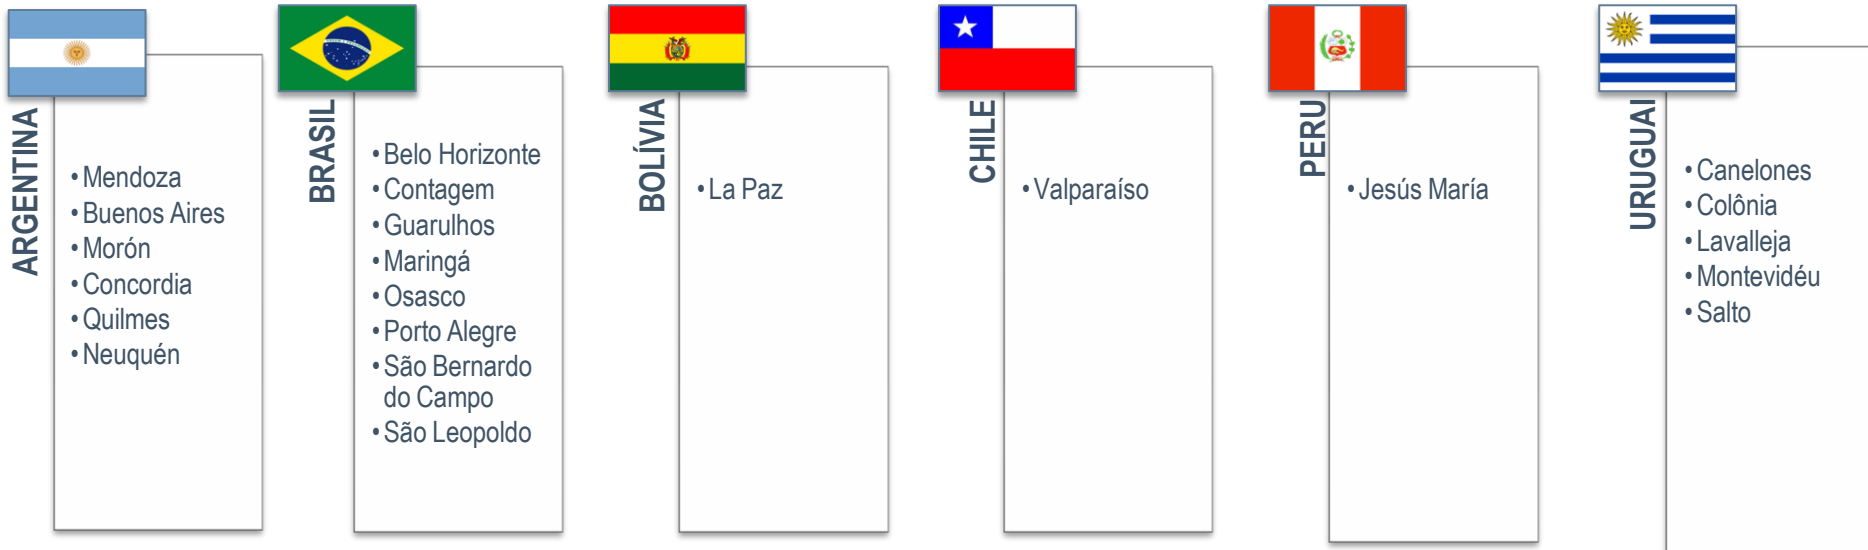 ARGENTINA
• Mendoza
• Buenos Aires
• Morón
• Concordia
• Quilmes
• Neuquén
BRASIL
• Belo Horizonte
• Contagem
• Guarulhos
• Maringá
• Osasco
• Porto Alegre
• São Bernardo
do Campo
• São Leopoldo
BOLÍVIA
• La Paz
CHILE
• Valparaíso
PERU
• Jesús María
URUGUAI
• Canelones
• Colônia
• Lavalleja
• Montevidéu
• Salto